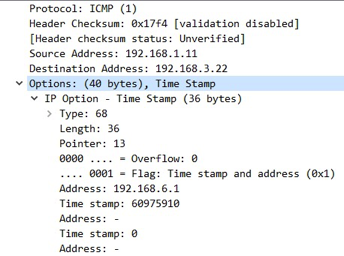 Protocol: ICMP (1)
Header Checksum: 0x17f4 [validation disabled]
[Header checksum status: Unverified]
Source Address: 192.168.1.11
Destination Address: 192.168.3.22
Options: (40 bytes), Time Stamp
IP Option - Time Stamp (36 bytes)
Type: 68
Length: 36
Pointer: 13
0000 .... = Overflow: 0
.... 0001 = Flag: Time stamp and address (0x1)
Address: 192.168.6.1
Time stamp: 60975910
Address: -
Time stamp: 0
Address: -